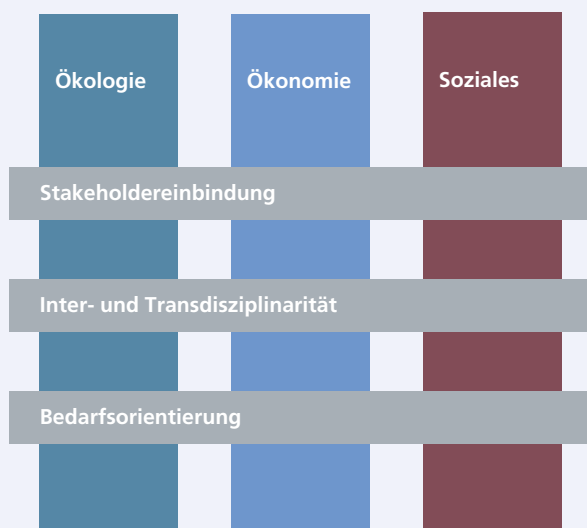 Ökologie
Ökonomie
Soziales
Stakeholdereinbindung
Inter- und Transdisziplinarität
Bedarfsorientierung